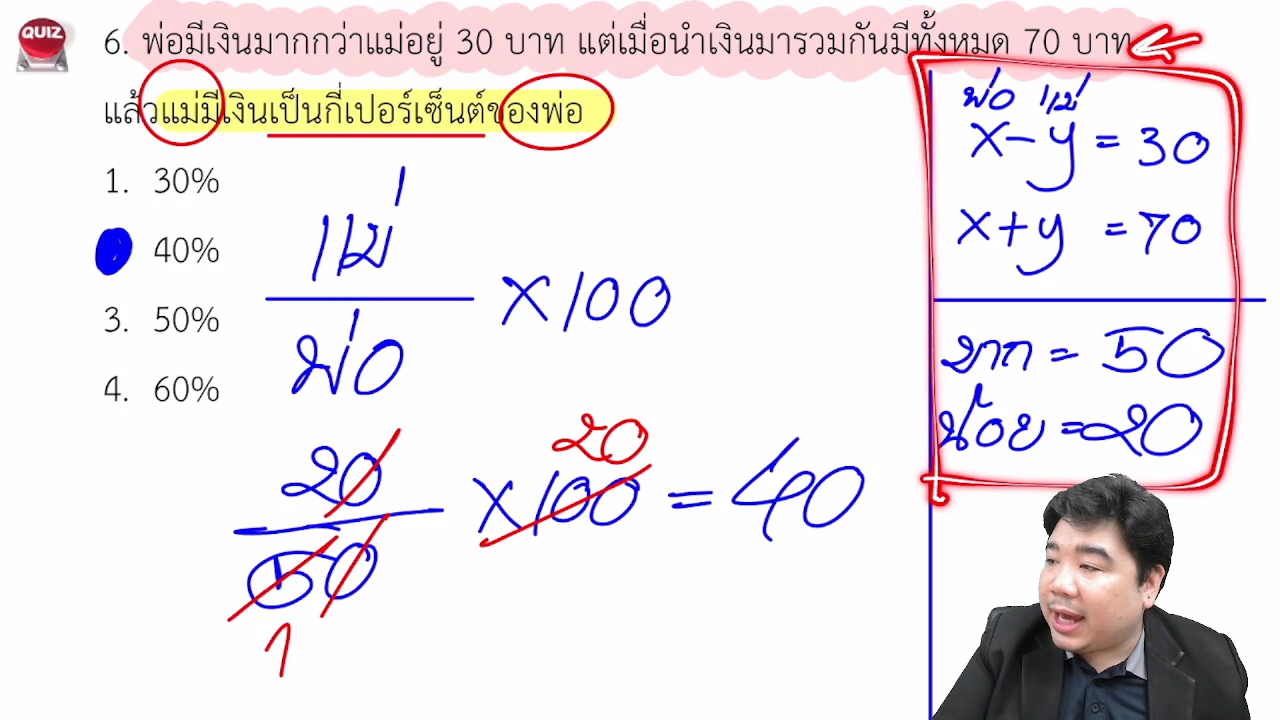 QUIZ
6. พ่อมีเงินมากกว่าแม่อยู่ 30 บาท แต่เมื่อนำเงินมารวมกันมีทั้งหมด 70 บาท
แล้วแม่มีเงินเป็นกี่เปอร์เซ็นต์ของพ่อ
1. 30%
40%
3. 50%
4. 60%
แม่
พ่อ
×100
20
50
×100
20
= 40
1
พ่อ แม่
x - y = 30
x + y = 70
มาก = 50
น้อย = 20